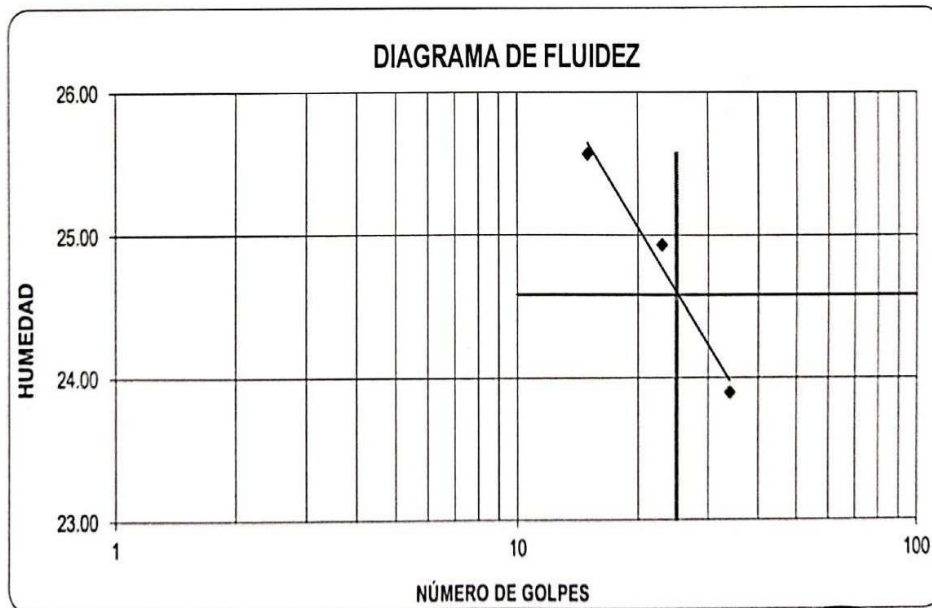 DIAGRAMA DE FLUIDEZ
26.00
25.00
24.00
23.00
HUMEDAD
1 10 100
NÚMERO DE GOLPES